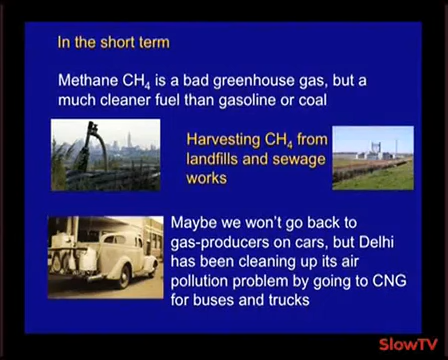 In the short term
Methane CH₄ is a bad greenhouse gas, but a
much cleaner fuel than gasoline or coal
Harvesting CH₄ from
landfills and sewage
works
Maybe we won't go back to
gas-producers on cars, but Delhi
has been cleaning up its air
pollution problem by going to CNG
for buses and trucks
SlowTV